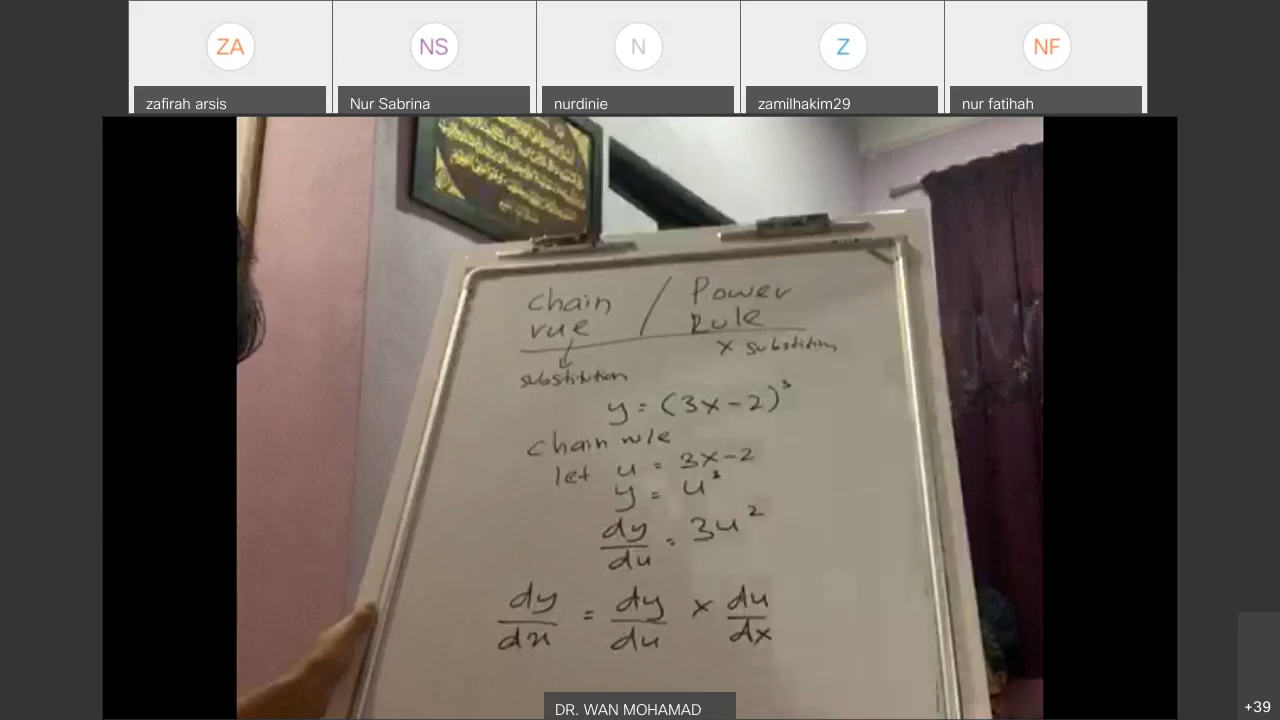 ZA
NS
N
Z
NF
zafirah arsis
Nur Sabrina
nurdinie
zamilhakim29
nur fatihah
chain / Power
rue Rule
x substitution
substitution
y = (3x-2)³
chain rule
let u = 3x-2
y = u³
dy/du = 3u²
dy/dx = dy/du × du/dx
DR. WAN MOHAMAD
+39